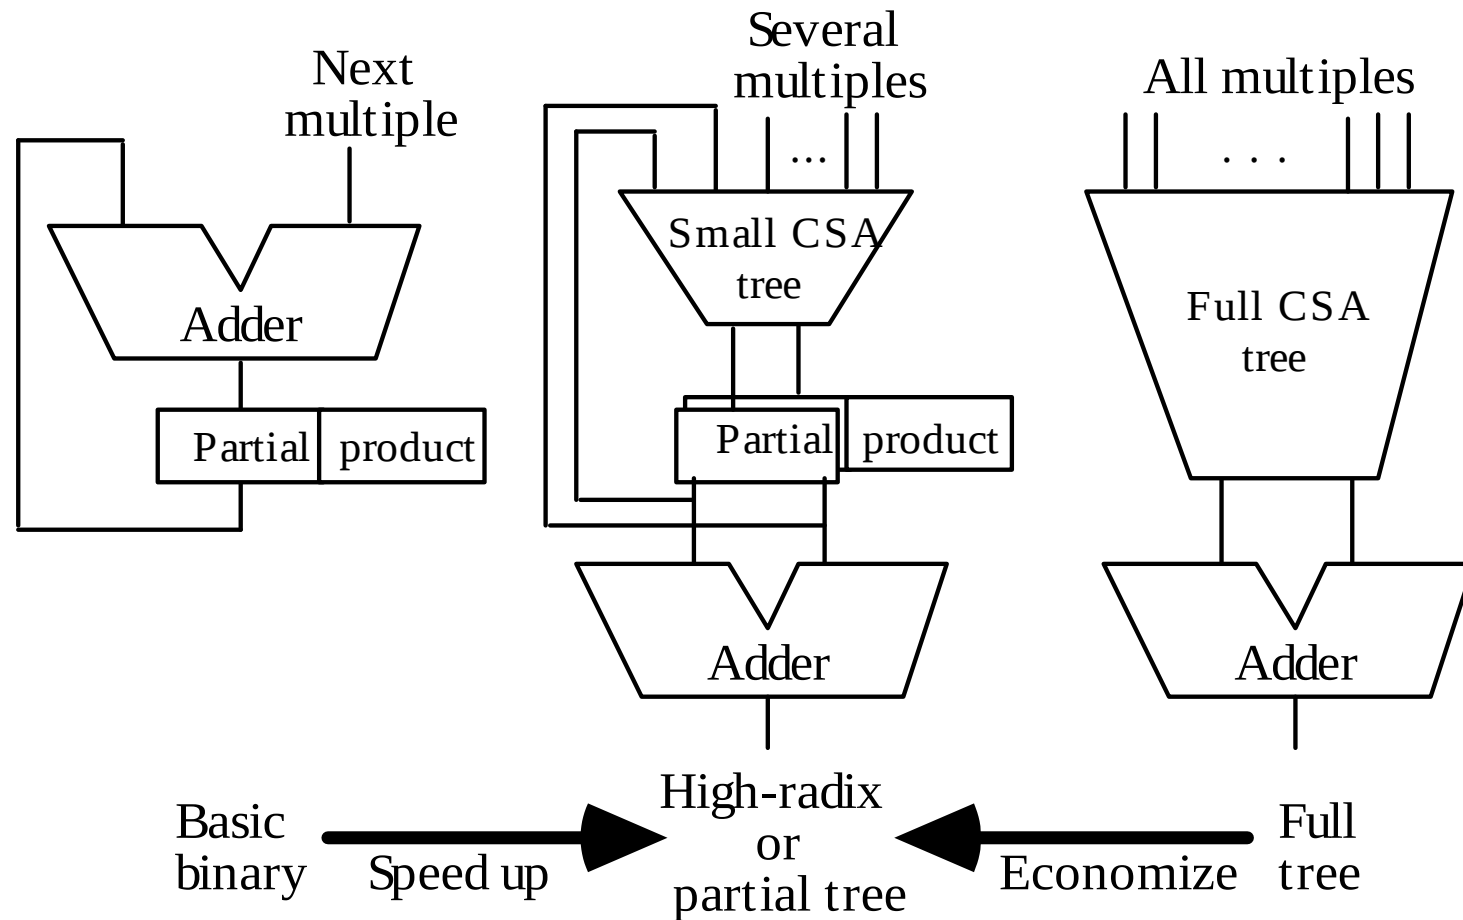 Next
multiple
Adder
Partial product
Several
multiples
...
Small CSA
tree
Partial product
Adder
All multiples
. . .
Full CSA
tree
Adder
Basic
binary
Speed up
High-radix
or
partial tree
Economize
Full
tree